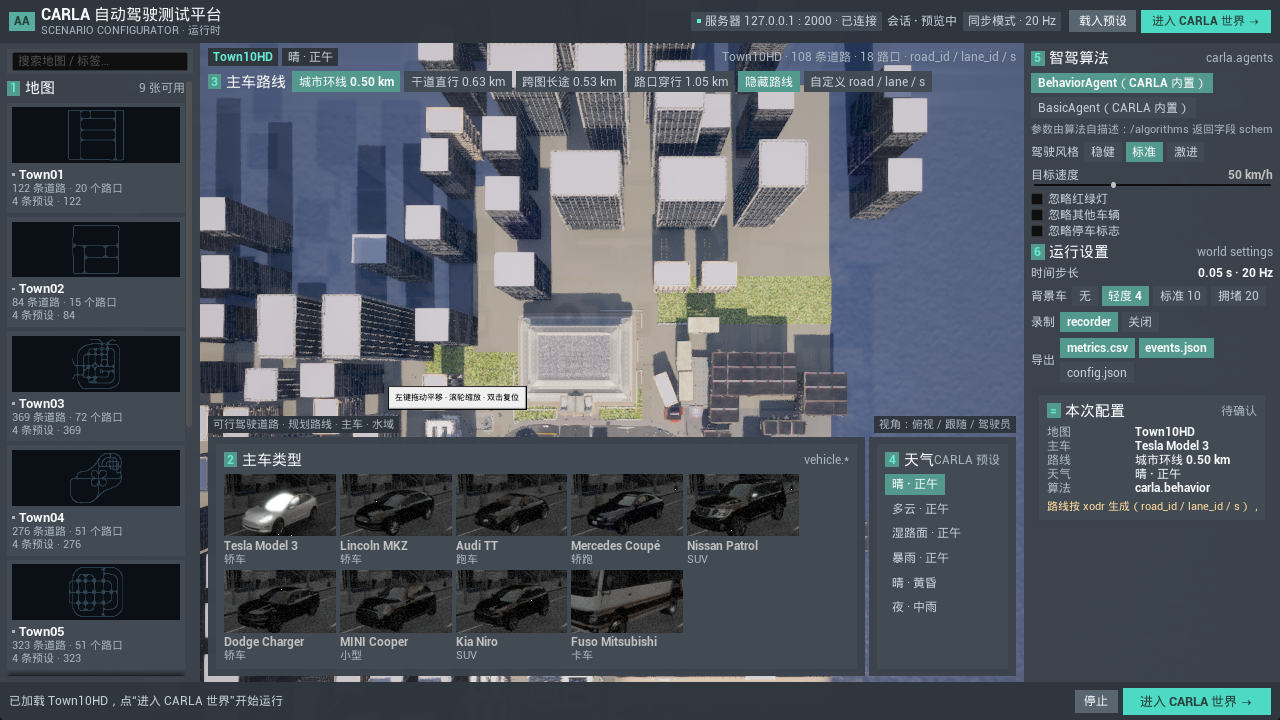 AA
CARLA 自动驾驶测试平台
SCENARIO CONFIGURATOR · 运行时
服务器 127.0.0.1 : 2000 · 已连接
会话 · 预览中
同步模式 · 20 Hz
载入预设
进入 CARLA 世界 →
搜索地图 / 标签...
1 地图
9 张可用
Town01
122 条道路 · 20 个路口
4 条预设 · 122
Town02
84 条道路 · 15 个路口
4 条预设 · 84
Town03
369 条道路 · 72 个路口
4 条预设 · 369
Town04
276 条道路 · 51 个路口
4 条预设 · 276
Town05
323 条道路 · 51 个路口
4 条预设 · 323
Town10HD
晴 · 正午
Town10HD · 108 条道路 · 18 路口 · road_id / lane_id / s
3 主车路线
城市环线 0.50 km
干道直行 0.63 km
跨图长途 0.53 km
路口穿行 1.05 km
隐藏路线
自定义 road / lane / s
左键拖动平移 · 滚轮缩放 · 双击复位
可行驾驶道路 · 规划路线 · 主车 · 水域
视角：俯视 / 跟随 / 驾驶员
2 主车类型
vehicle.*
Tesla Model 3
轿车
Lincoln MKZ
轿车
Audi TT
跑车
Mercedes Coupé
轿跑
Nissan Patrol
SUV
Dodge Charger
轿车
MINI Cooper
小型
Kia Niro
SUV
Fuso Mitsubishi
卡车
4 天气
CARLA 预设
晴 · 正午
多云 · 正午
湿路面 · 正午
暴雨 · 正午
晴 · 黄昏
夜 · 中雨
5 智驾算法
carla.agents
BehaviorAgent（CARLA 内置）
BasicAgent（CARLA 内置）
参数由算法自描述：/algorithms 返回字段 schem
驾驶风格
稳健
标准
激进
目标速度
50 km/h
忽略红绿灯
忽略其他车辆
忽略停车标志
6 运行设置
world settings
时间步长
0.05 s · 20 Hz
背景车
无
轻度 4
标准 10
拥堵 20
录制
recorder
关闭
导出
metrics.csv
events.json
config.json
= 本次配置
待确认
地图 Town10HD
主车 Tesla Model 3
路线 城市环线 0.50 km
天气 晴 · 正午
算法 carla.behavior
路线按 xodr 生成（road_id / lane_id / s），
已加载 Town10HD，点“进入 CARLA 世界”开始运行
停止
进入 CARLA 世界 →